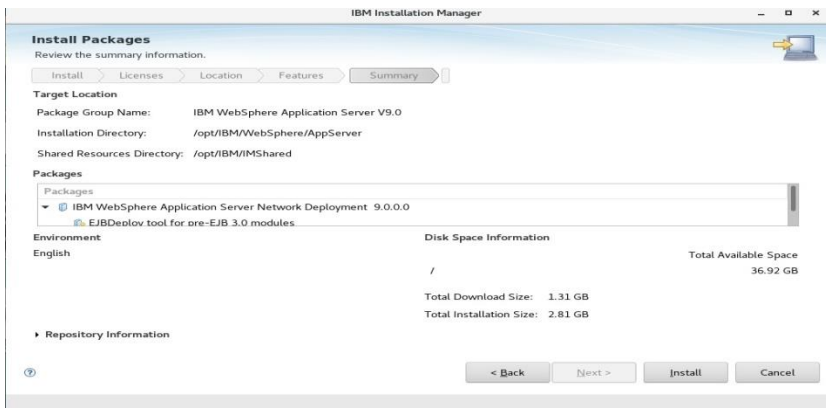 IBM Installation Manager
Install Packages
Review the summary information.
Install Licenses Location Features Summary
Target Location
Package Group Name: IBM WebSphere Application Server V9.0
Installation Directory: /opt/IBM/WebSphere/AppServer
Shared Resources Directory: /opt/IBM/IMShared
Packages
Packages
IBM WebSphere Application Server Network Deployment 9.0.0.0
EJBDeploy tool for pre-EJB 3.0 modules
Environment Disk Space Information
English Total Available Space
/ 36.92 GB
Total Download Size: 1.31 GB
Total Installation Size: 2.81 GB
Repository Information
? < Back Next > Install Cancel